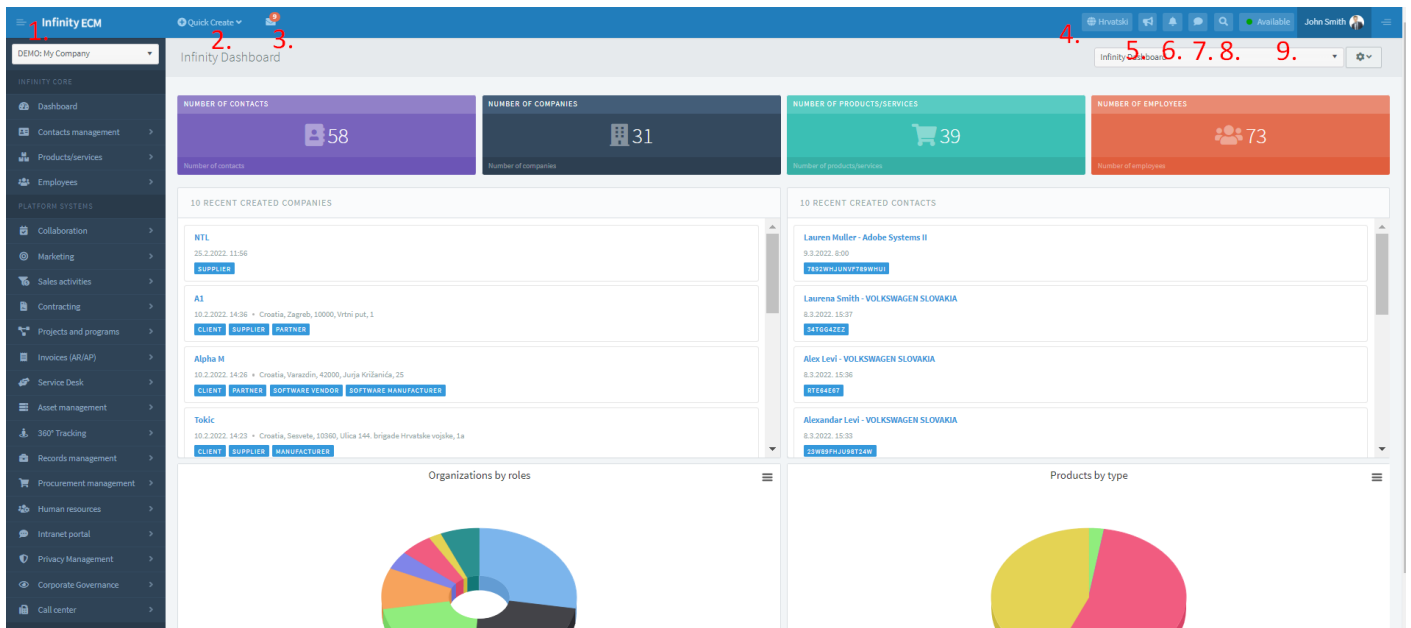 Infinity ECM
Quick Create
9
Hrvatski
Available
John Smith
1.
2.
3.
4.
5.
6.
7.
8.
9.
DEMO: My Company
Infinity Dashboard
Infinity Dashboard
INFINITY CORE
Dashboard
Contacts management
Products/services
Employees
PLATFORM SYSTEMS
Collaboration
Marketing
Sales activities
Contracting
Projects and programs
Invoices (AR/AP)
Service Desk
Asset management
360° Tracking
Records management
Procurement management
Human resources
Intranet portal
Privacy Management
Corporate Governance
Call center
NUMBER OF CONTACTS
58
Number of contacts
NUMBER OF COMPANIES
31
Number of companies
NUMBER OF PRODUCTS/SERVICES
39
Number of products/services
NUMBER OF EMPLOYEES
73
Number of employees
10 RECENT CREATED COMPANIES
NTL
25.2.2022. 11:56
SUPPLIER
A1
10.2.2022. 14:36 • Croatia, Zagreb, 10000, Vrtni put, 1
CLIENT SUPPLIER PARTNER
Alpha M
10.2.2022. 14:26 • Croatia, Varazdin, 42000, Jurja Križanića, 25
CLIENT PARTNER SOFTWARE VENDOR SOFTWARE MANUFACTURER
Tokic
10.2.2022. 14:23 • Croatia, Sesvete, 10360, Ulica 144. brigade Hrvatske vojske, 1a
CLIENT SUPPLIER MANUFACTURER
10 RECENT CREATED CONTACTS
Lauren Muller - Adobe Systems II
9.3.2022. 8:00
7892WHJUNVF789WHUI
Laurena Smith - VOLKSWAGEN SLOVAKIA
8.3.2022. 15:37
34TGG4ZEZ
Alex Levi - VOLKSWAGEN SLOVAKIA
8.3.2022. 15:36
RTE64E67
Alexandar Levi - VOLKSWAGEN SLOVAKIA
8.3.2022. 15:33
25W89FHJU98T24W
Organizations by roles
Products by type